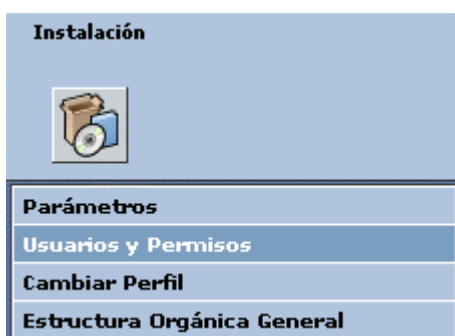 Instalación
Parámetros
Usuarios y Permisos
Cambiar Perfil
Estructura Orgánica General